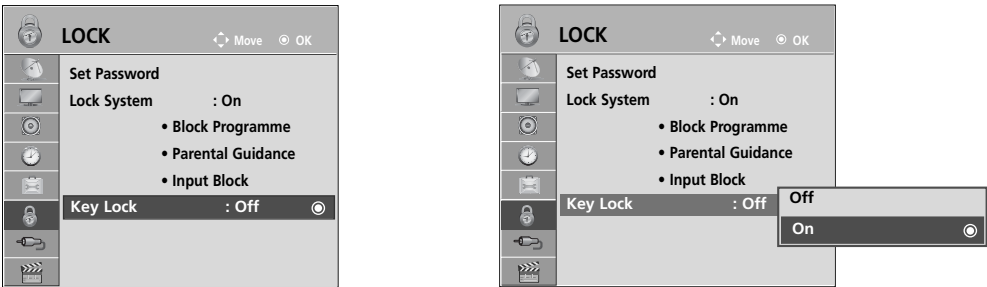 LOCK Move OK
Set Password
Lock System : On
• Block Programme
• Parental Guidance
• Input Block
Key Lock : Off
LOCK Move OK
Set Password
Lock System : On
• Block Programme
• Parental Guidance
• Input Block
Key Lock : Off
Off
On